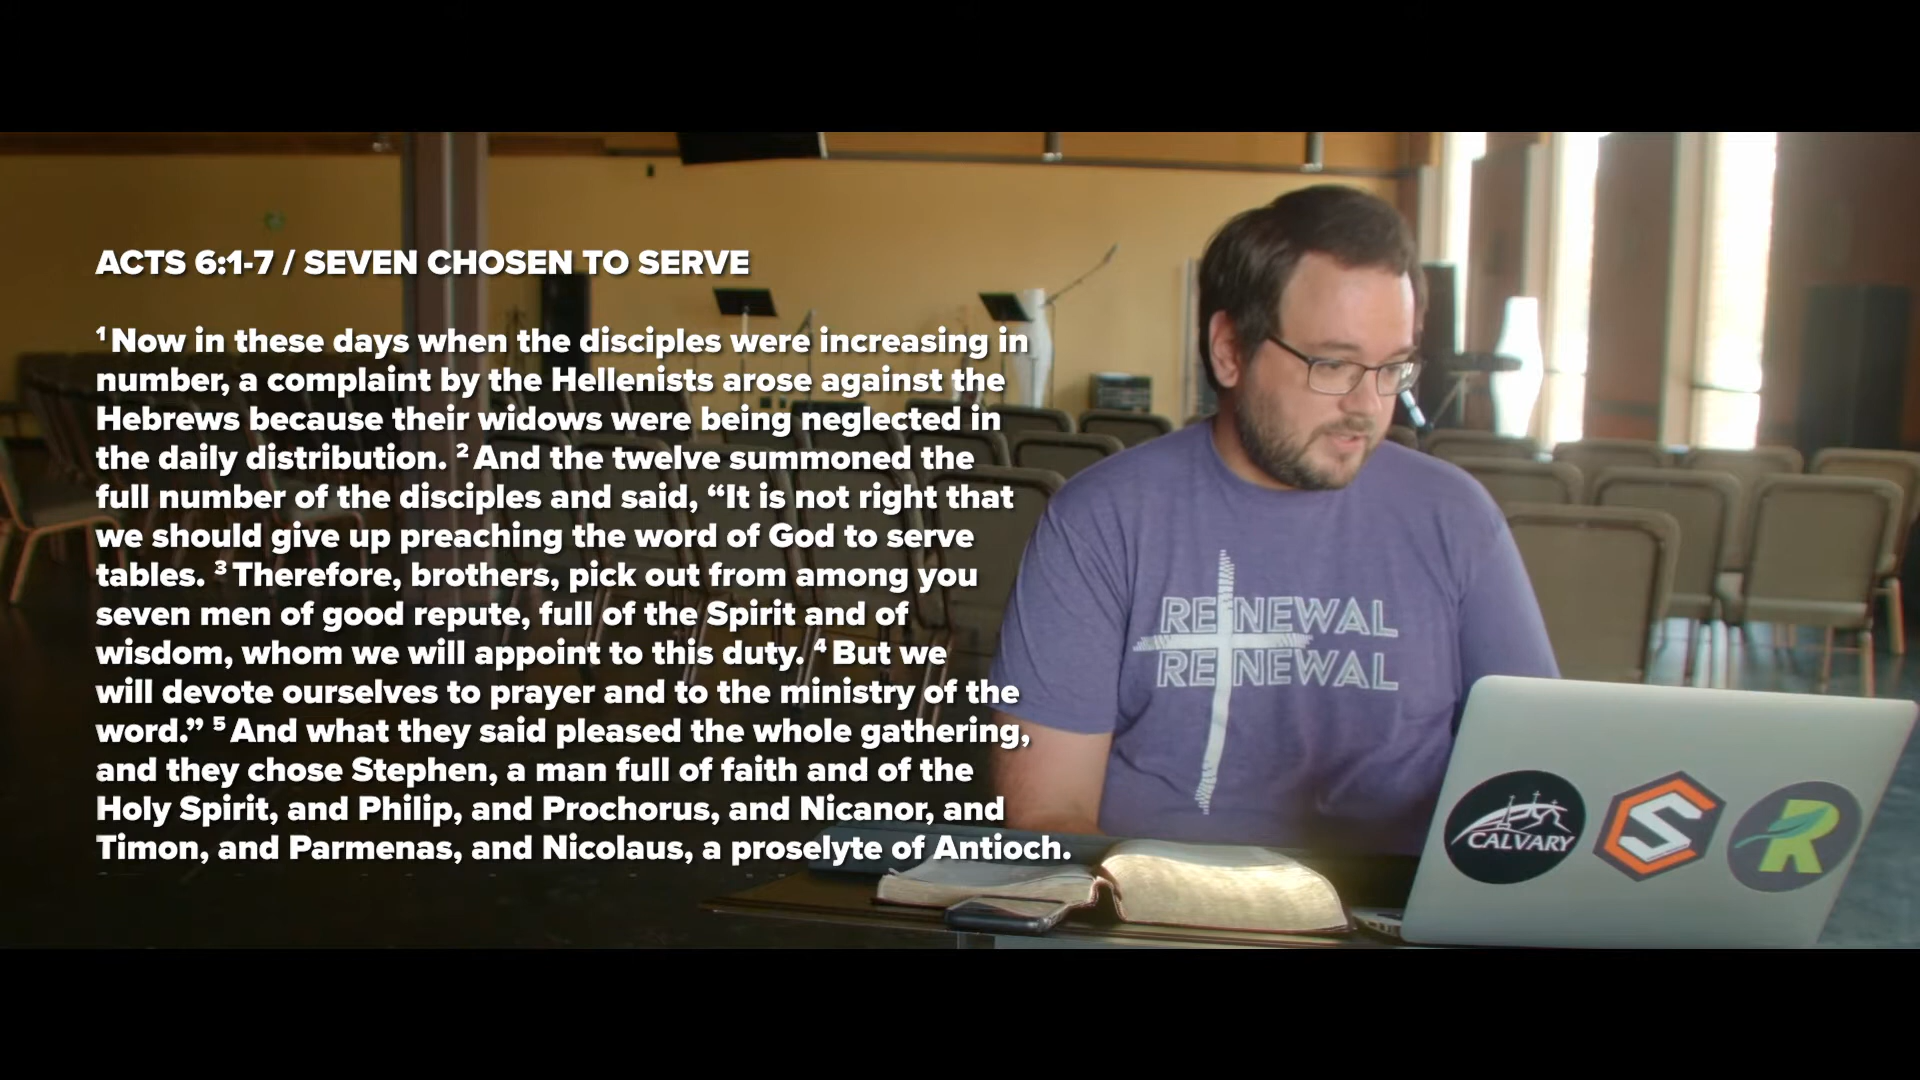 ACTS 6:1-7 / SEVEN CHOSEN TO SERVE
¹ Now in these days when the disciples were increasing in
number, a complaint by the Hellenists arose against the
Hebrews because their widows were being neglected in
the daily distribution. ² And the twelve summoned the
full number of the disciples and said, “It is not right that
we should give up preaching the word of God to serve
tables. ³ Therefore, brothers, pick out from among you
seven men of good repute, full of the Spirit and of
wisdom, whom we will appoint to this duty. ⁴ But we
will devote ourselves to prayer and to the ministry of the
word.” ⁵ And what they said pleased the whole gathering,
and they chose Stephen, a man full of faith and of the
Holy Spirit, and Philip, and Prochorus, and Nicanor, and
Timon, and Parmenas, and Nicolaus, a proselyte of Antioch.
RENEWAL
RENEWAL
CALVARY
S
R